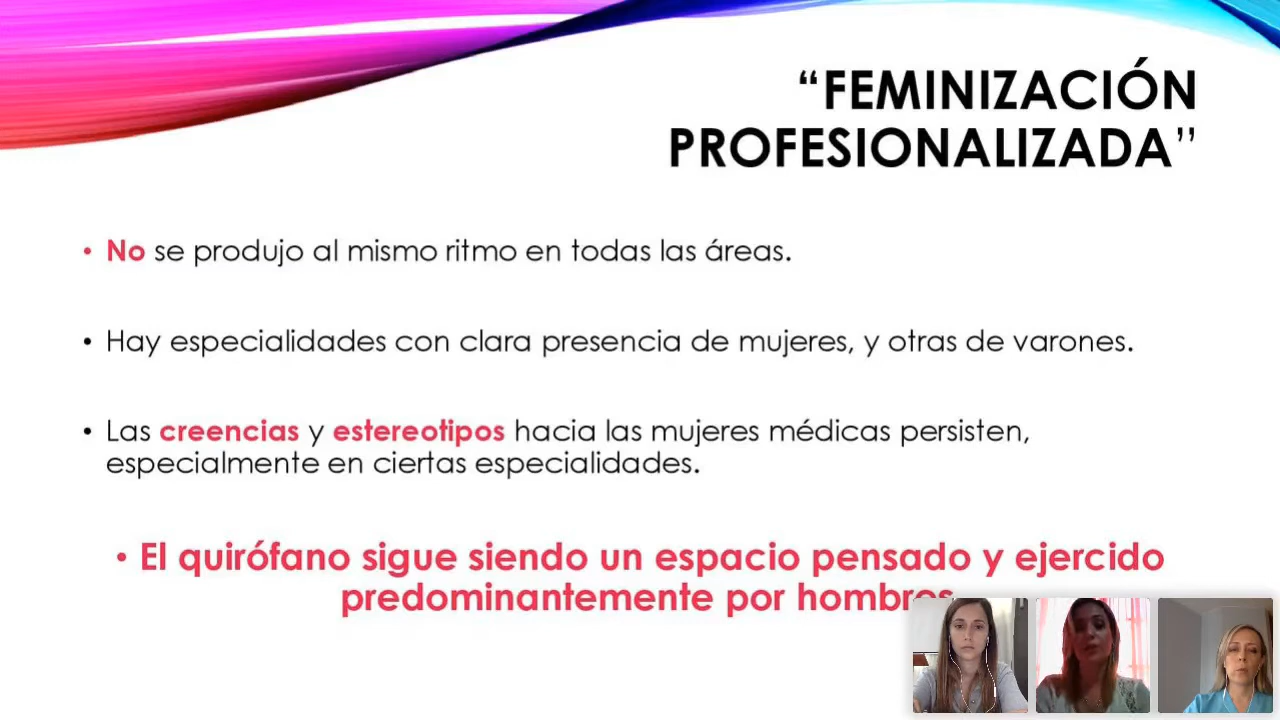 “FEMINIZACIÓN
PROFESIONALIZADA”
• No se produjo al mismo ritmo en todas las áreas.
• Hay especialidades con clara presencia de mujeres, y otras de varones.
• Las creencias y estereotipos hacia las mujeres médicas persisten,
especialmente en ciertas especialidades.
• El quirófano sigue siendo un espacio pensado y ejercido
predominantemente por hombres